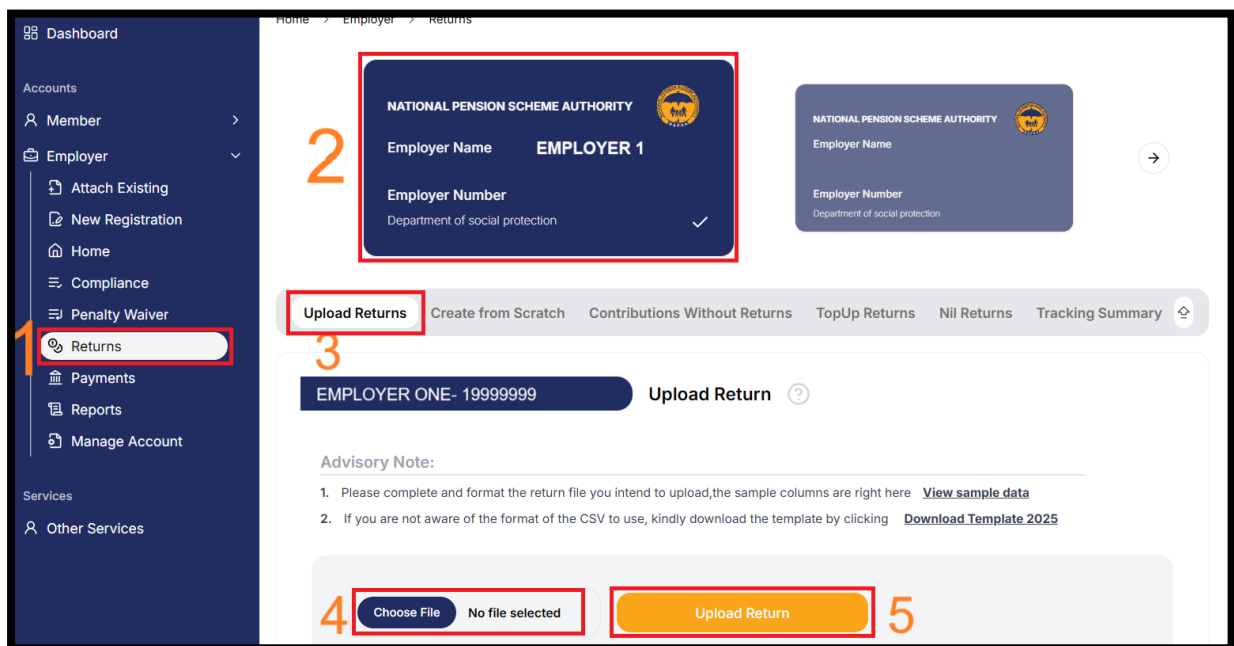 Home > Employer > Returns
Dashboard
Accounts
Member
Employer
Attach Existing
New Registration
Home
Compliance
Penalty Waiver
1
Returns
Payments
Reports
Manage Account
Services
Other Services
2
NATIONAL PENSION SCHEME AUTHORITY
Employer Name EMPLOYER 1
Employer Number
Department of social protection
NATIONAL PENSION SCHEME AUTHORITY
Employer Name
Employer Number
Department of social protection
Upload Returns Create from Scratch Contributions Without Returns TopUp Returns Nil Returns Tracking Summary
3
EMPLOYER ONE- 19999999 Upload Return ?
Advisory Note:
1. Please complete and format the return file you intend to upload,the sample columns are right here View sample data
2. If you are not aware of the format of the CSV to use, kindly download the template by clicking Download Template 2025
4 Choose File No file selected Upload Return 5